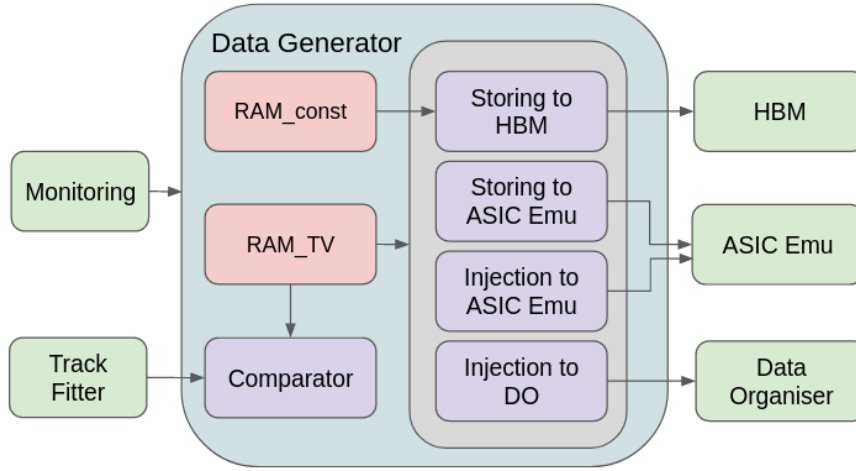 Data Generator
RAM_const
Storing to
HBM
HBM
Monitoring
Storing to
ASIC Emu
RAM_TV
ASIC Emu
Injection to
ASIC Emu
Track
Fitter
Comparator
Injection to
DO
Data
Organiser